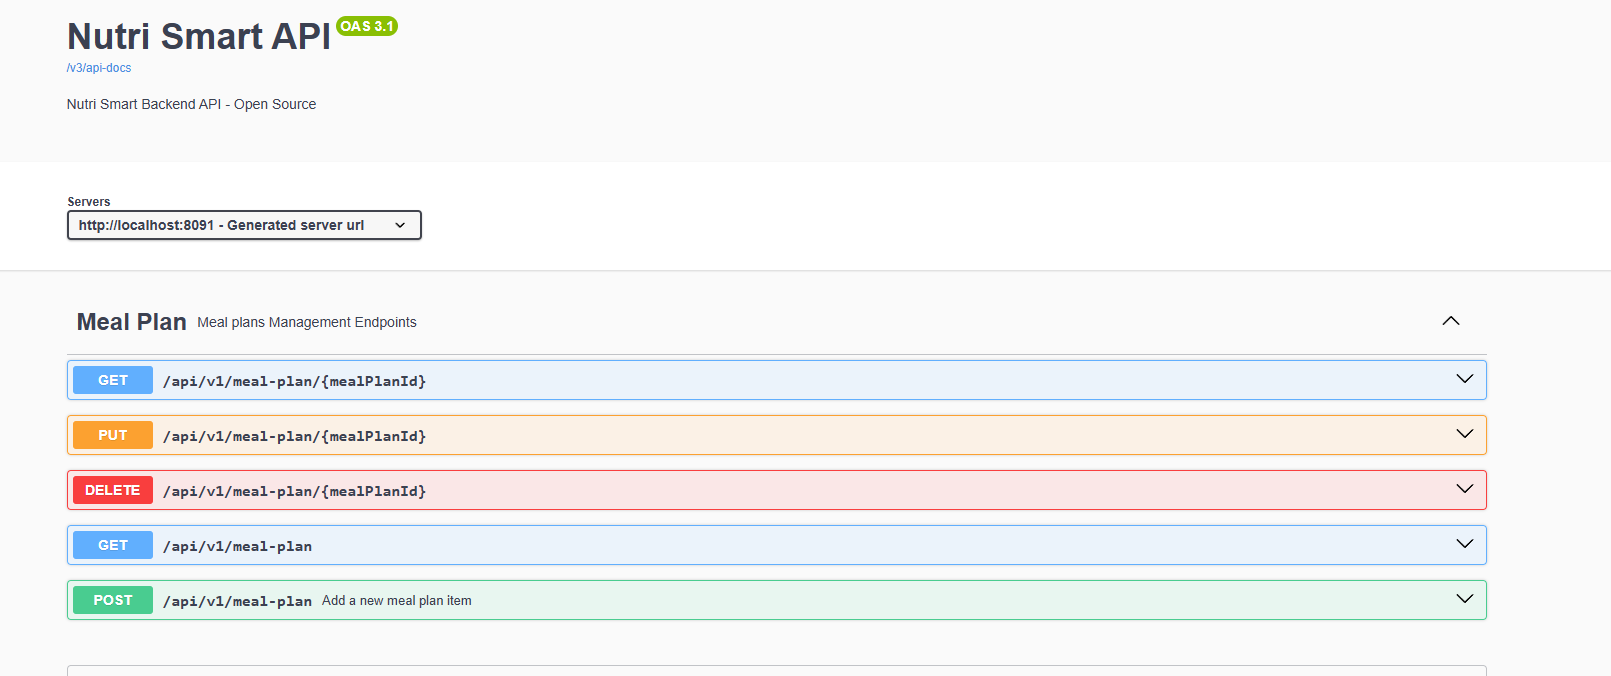 Nutri Smart API OAS 3.1
/v3/api-docs
Nutri Smart Backend API - Open Source
Servers
http://localhost:8091 - Generated server url
Meal Plan Meal plans Management Endpoints
GET /api/v1/meal-plan/{mealPlanId}
PUT /api/v1/meal-plan/{mealPlanId}
DELETE /api/v1/meal-plan/{mealPlanId}
GET /api/v1/meal-plan
POST /api/v1/meal-plan Add a new meal plan item